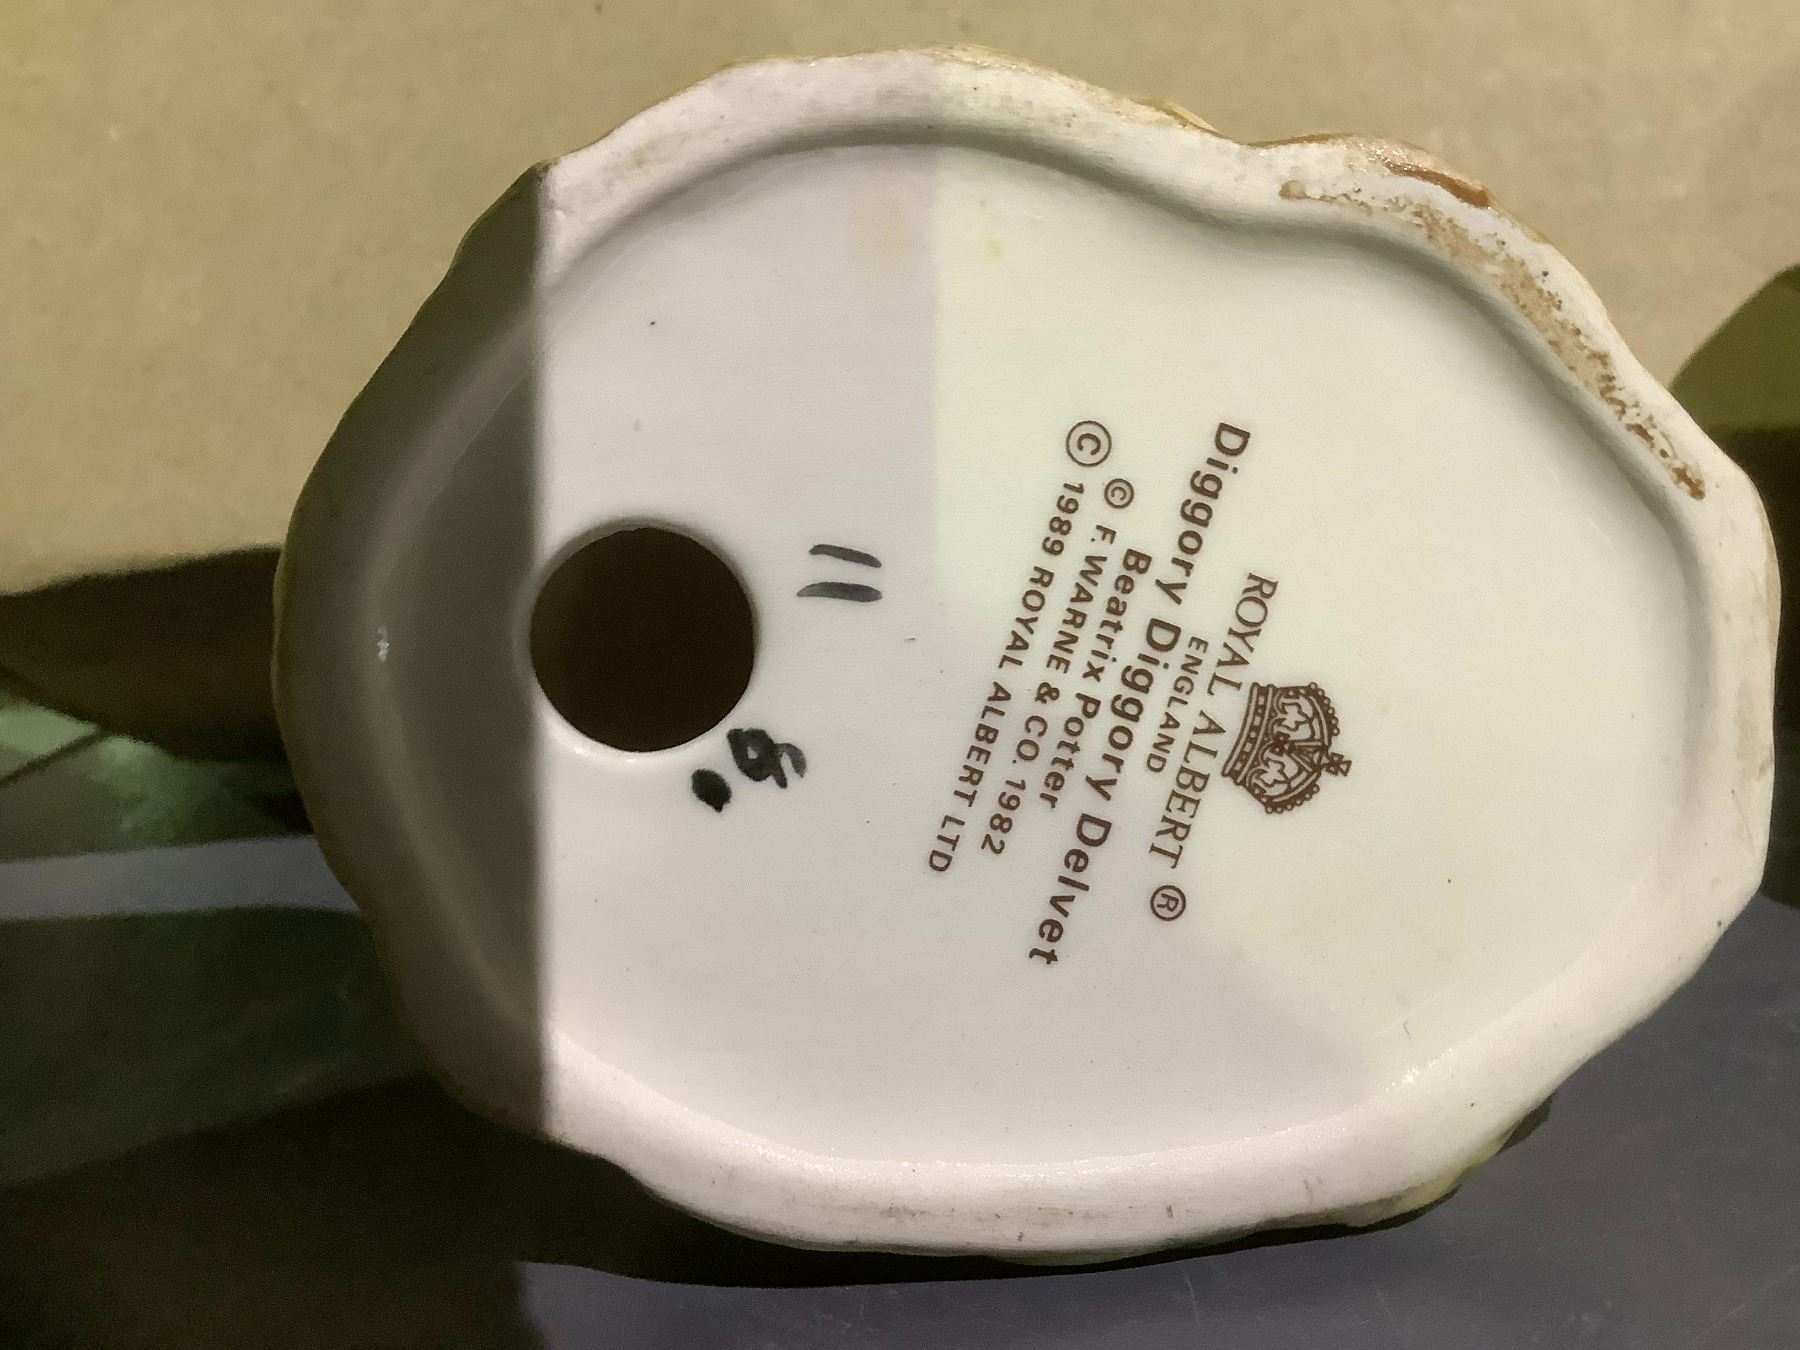 ROYAL ALBERT ®
ENGLAND
Diggory Diggory Delvet
Beatrix Potter
© F. WARNE & CO. 1982
© 1989 ROYAL ALBERT LTD
11